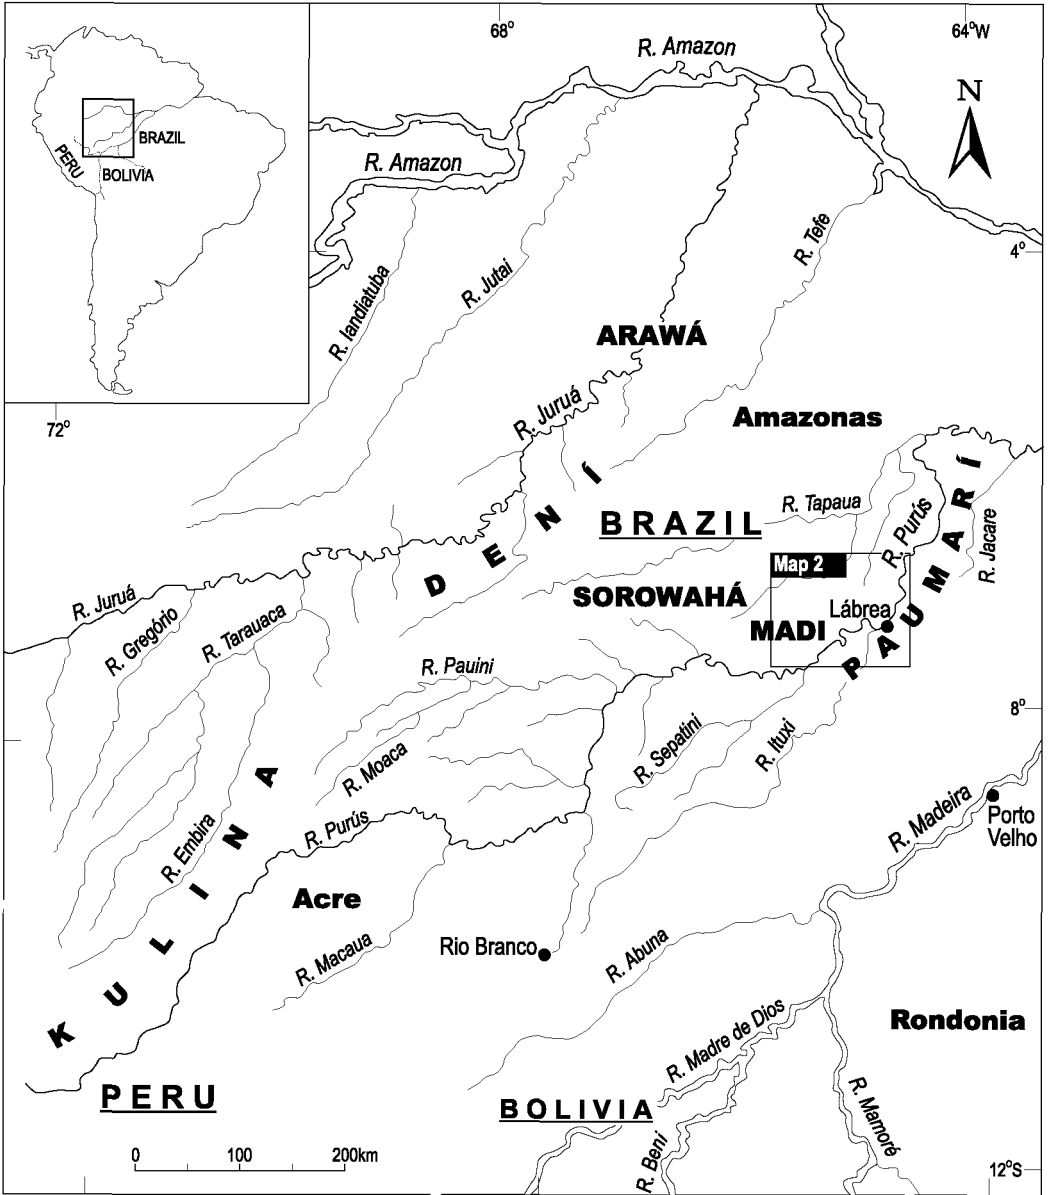 68°
64°W
R. Amazon
N
BRAZIL
PERU
BOLIVIA
R. Amazon
R. Tefe
4°
R. Jutai
R. Iandiatuba
ARAWÁ
72°
R. Juruá
Amazonas
DENÍ
R. Tapaua
R. Purús
PAUMARÍ
R. Jacare
BRAZIL
Map 2
SOROWAHÁ
Lábrea
MADI
R. Juruá
R. Gregório
R. Tarauaca
R. Pauini
8°
R. Sepatini
R. Ituxi
R. Moaca
KULINA
R. Purús
R. Embira
R. Madeira
Porto
Velho
Acre
Rio Branco
R. Macaua
R. Abuna
Rondonia
R. Madre de Dios
PERU
BOLIVIA
R. Beni
R. Mamoré
0 100 200km
12°S